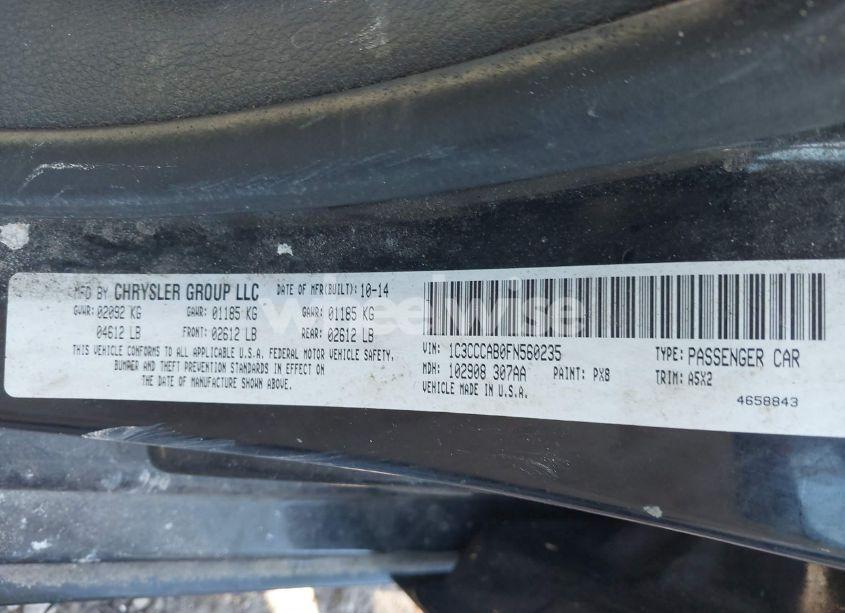 MFD BY CHRYSLER GROUP LLC DATE OF MFR(BUILT): 10-14
GVWR: 02092 KG GAWR: 01185 KG GAWR: 01185 KG
04612 LB FRONT: 02612 LB REAR: 02612 LB
THIS VEHICLE CONFORMS TO ALL APPLICABLE U.S.A. FEDERAL MOTOR VEHICLE SAFETY,
BUMPER AND THEFT PREVENTION STANDARDS IN EFFECT ON
THE DATE OF MANUFACTURE SHOWN ABOVE.
VIN: 1C3CCCAB0FN560235 TYPE: PASSENGER CAR
MDH: 102908 307AA PAINT: PX8 TRIM: A5X2
VEHICLE MADE IN U.S.A.
4658843
wheelwise